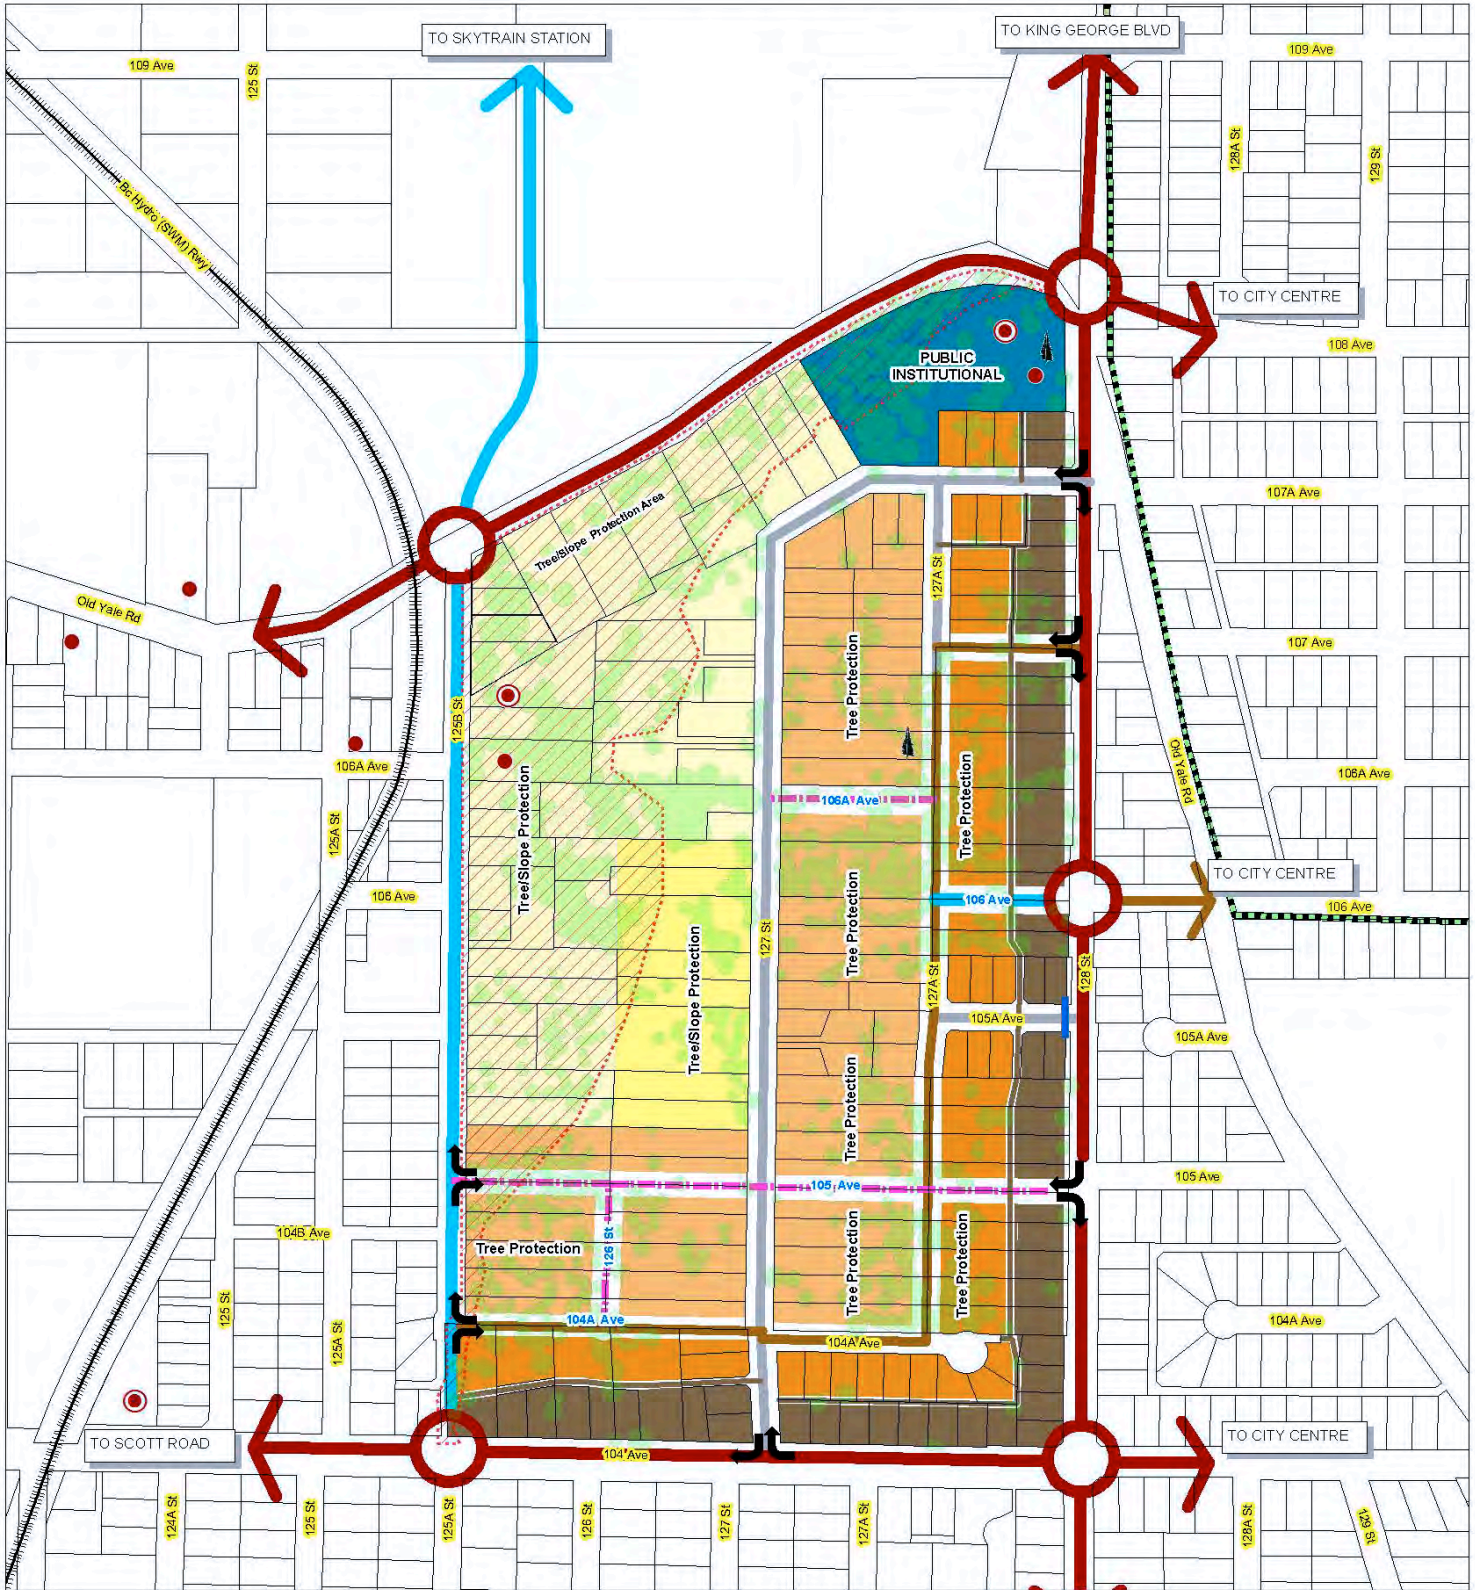 TO SKYTRAIN STATION
TO KING GEORGE BLVD
109 Ave
125 St
109 Ave
128A St
129 St
Bc Hydro (SWM) Rwy
TO CITY CENTRE
108 Ave
PUBLIC
INSTITUTIONAL
107A Ave
Tree/Slope Protection Area
127A St
Old Yale Rd
107 Ave
Tree Protection
125B St
106A Ave
Old Yale Rd
106A Ave
106A Ave
125A St
Tree/Slope Protection
Tree Protection
TO CITY CENTRE
106 Ave
106 Ave
106 Ave
Tree Protection
127 St
Tree/Slope Protection
127A St
128 St
105A Ave
105A Ave
Tree Protection
105 Ave
105 Ave
104B Ave
Tree Protection
126 St
Tree Protection
Tree Protection
125 St
125A St
104A Ave
104A Ave
104A Ave
TO SCOTT ROAD
104 Ave
TO CITY CENTRE
124A St
125 St
125A St
126 St
127 St
127A St
128A St
129 St